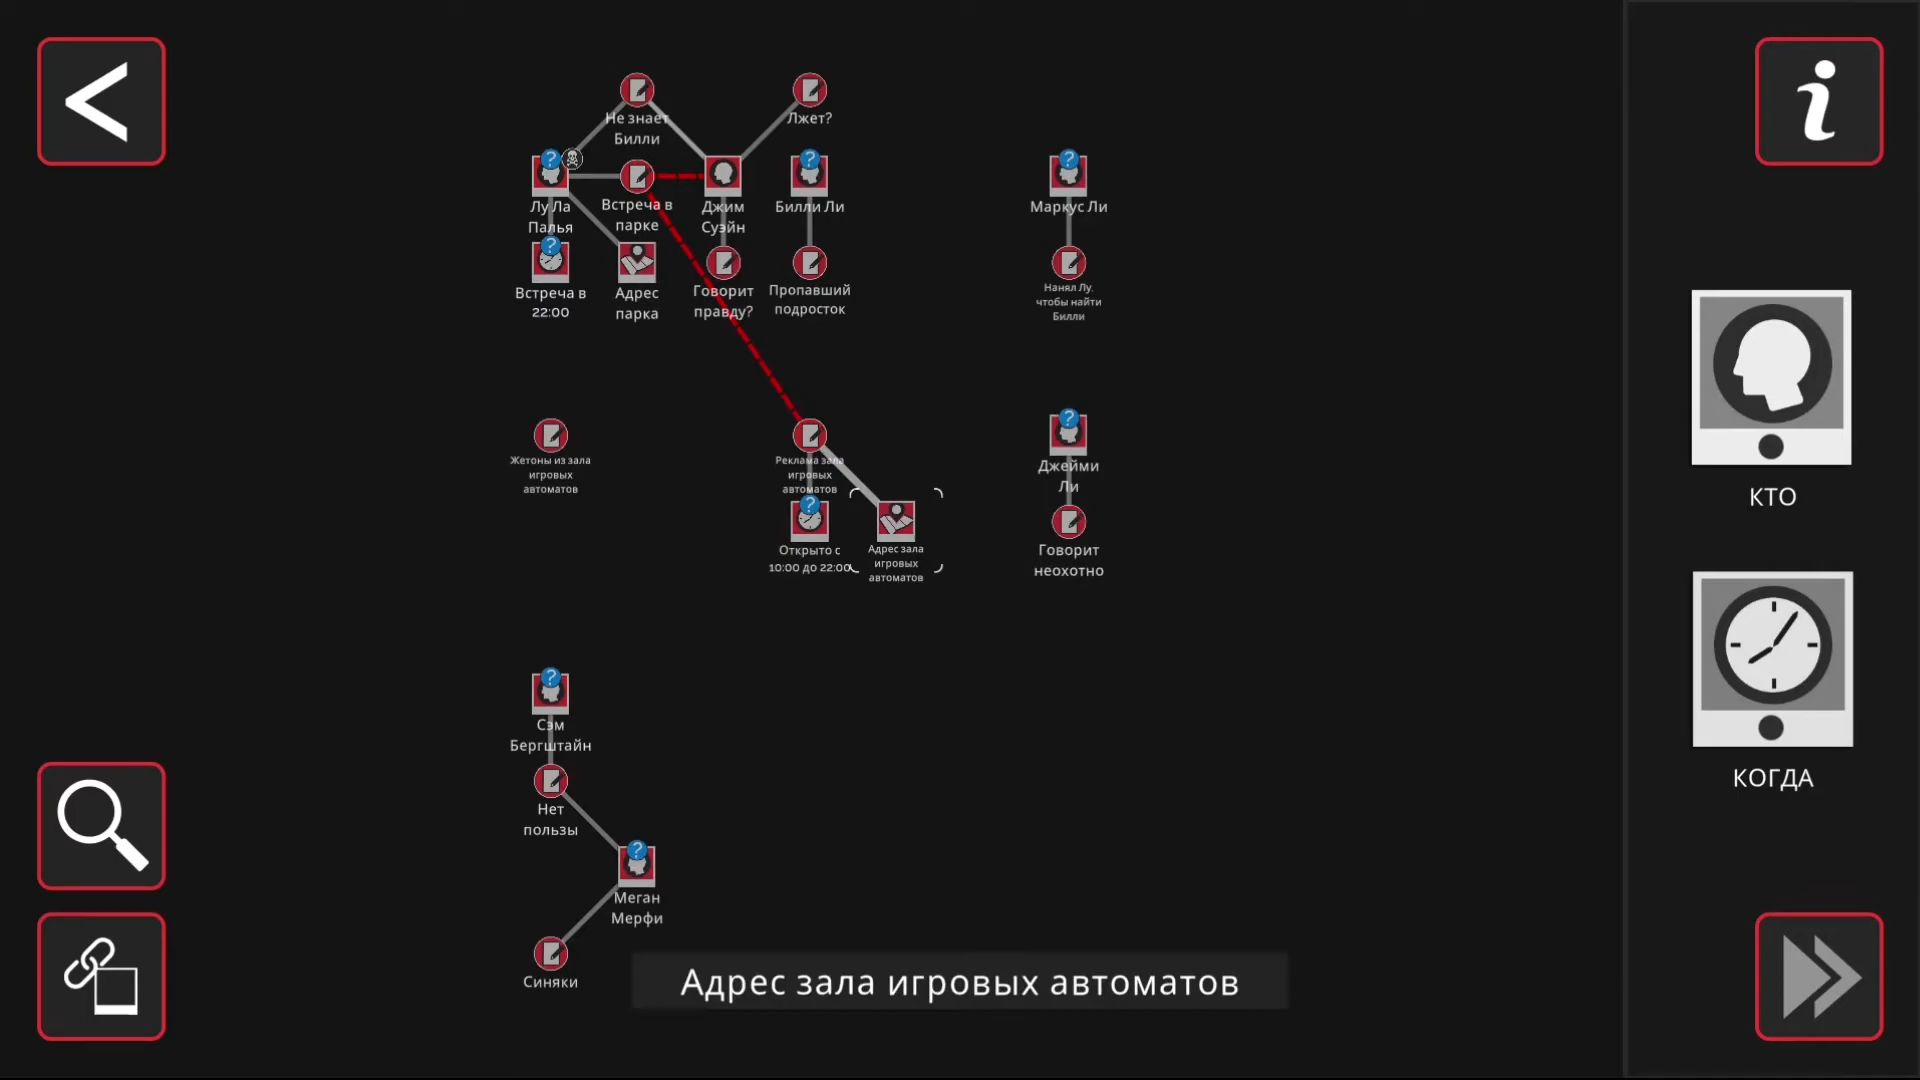 Не знает
Билли
Лжет?
Лу Ла
Палья
Встреча в
парке
Джим
Суэйн
Билли Ли
Маркус Ли
Встреча в
22:00
Адрес
парка
Говорит
правду?
Пропавший
подросток
Нанял Лу,
чтобы найти
Билли
Жетоны из зала
игровых
автоматов
Реклама зала
игровых
автоматов
Джейми
Ли
Открыто с
10:00 до 22:00
Адрес зала
игровых
автоматов
Говорит
неохотно
Сэм
Бергштайн
Нет
пользы
Меган
Мерфи
Синяки
Адрес зала игровых автоматов
КТО
КОГДА